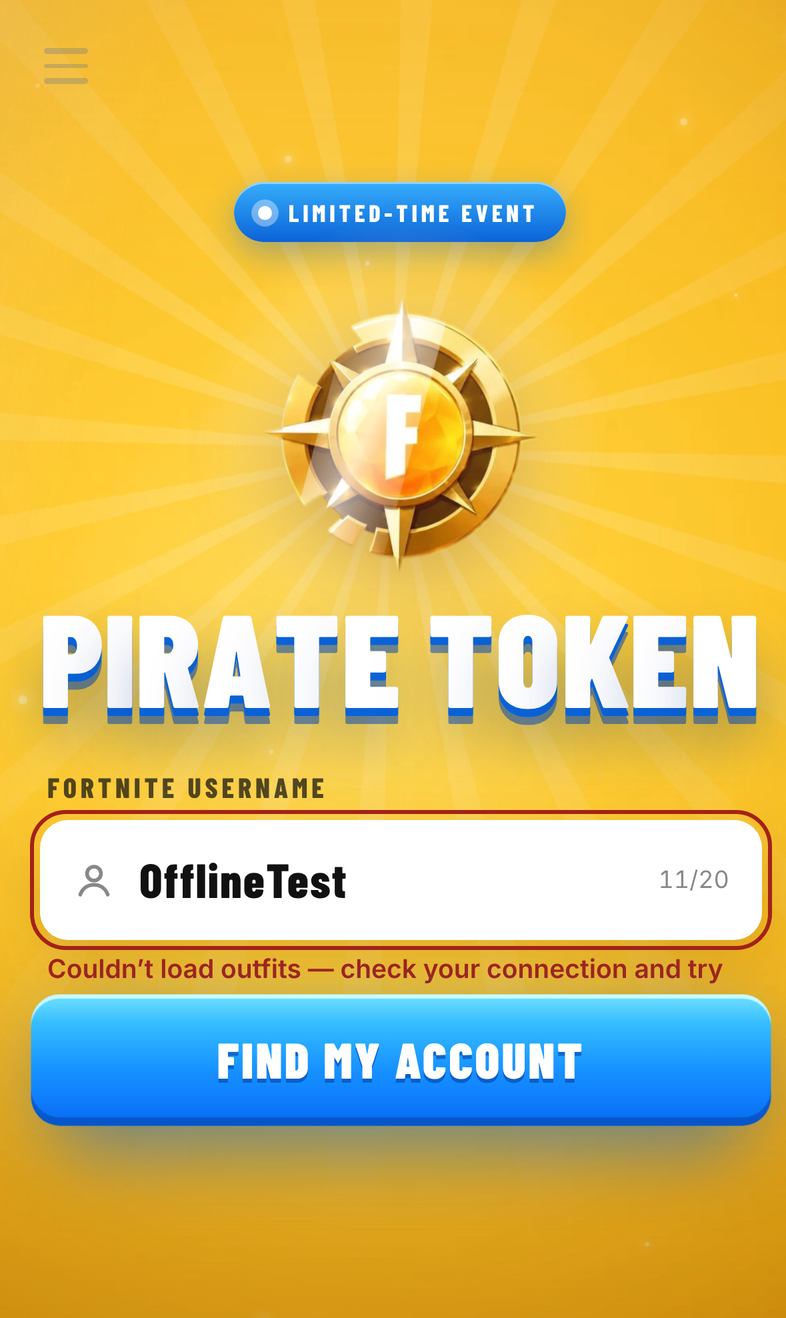 LIMITED-TIME EVENT
F
PIRATE TOKEN
FORTNITE USERNAME
OfflineTest
11/20
Couldn’t load outfits — check your connection and try
FIND MY ACCOUNT